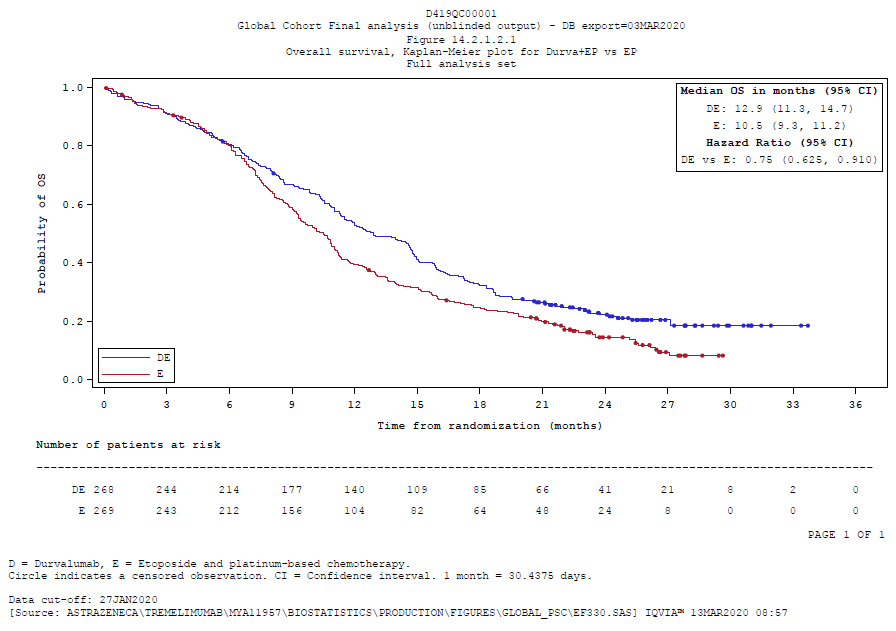 D419QC00001
Global Cohort Final analysis (unblinded output) - DB export=03MAR2020
Figure 14.2.1.2.1
Overall survival, Kaplan-Meier plot for Durva+EP vs EP
Full analysis set
Median OS in months (95% CI)
DE: 12.9 (11.3, 14.7)
E: 10.5 (9.3, 11.2)
Hazard Ratio (95% CI)
DE vs E: 0.75 (0.625, 0.910)
Probability of OS
1.0
0.8
0.6
0.4
0.2
0.0
DE
E
0 3 6 9 12 15 18 21 24 27 30 33 36
Time from randomization (months)
Number of patients at risk
DE 268 244 214 177 140 109 85 66 41 21 8 2 0
E 269 243 212 156 104 82 64 48 24 8 0 0 0
PAGE 1 OF 1
D = Durvalumab, E = Etoposide and platinum-based chemotherapy.
Circle indicates a censored observation. CI = Confidence interval. 1 month = 30.4375 days.
Data cut-off: 27JAN2020
[Source: ASTRAZENECA\TREMELIMUMAB\MYA11957\BIOSTATISTICS\PRODUCTION\FIGURES\GLOBAL_PSC\EF330.SAS] IQVIA™ 13MAR2020 08:57